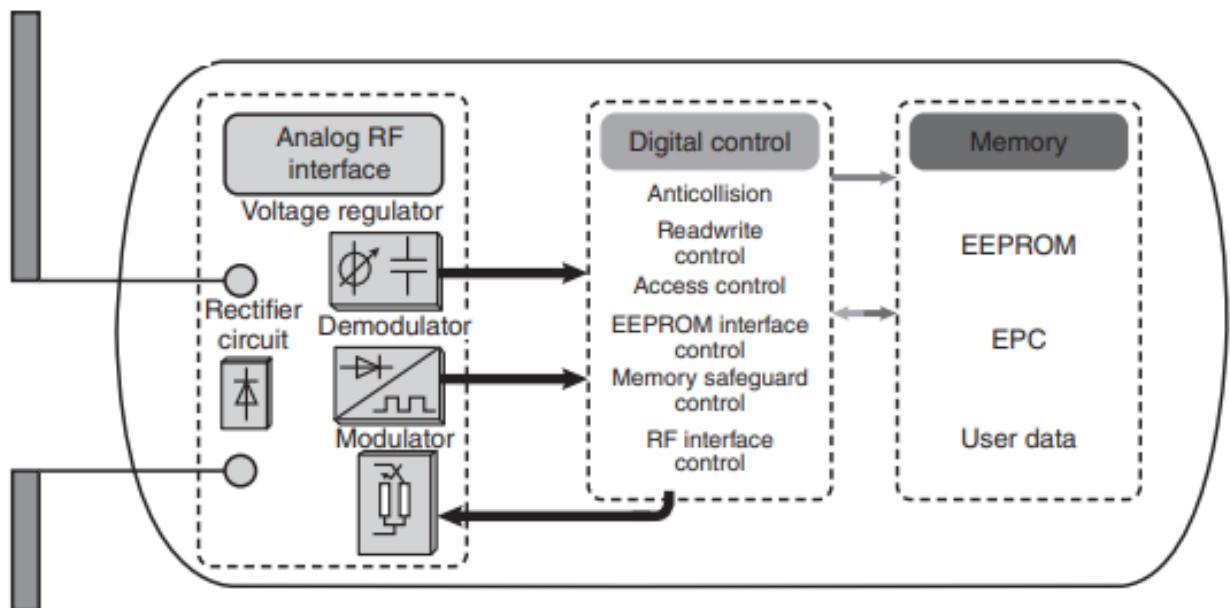 Analog RF
interface
Voltage regulator
Rectifier
circuit
Demodulator
Modulator
Digital control
Anticollision
Readwrite
control
Access control
EEPROM interface
control
Memory safeguard
control
RF interface
control
Memory
EEPROM
EPC
User data